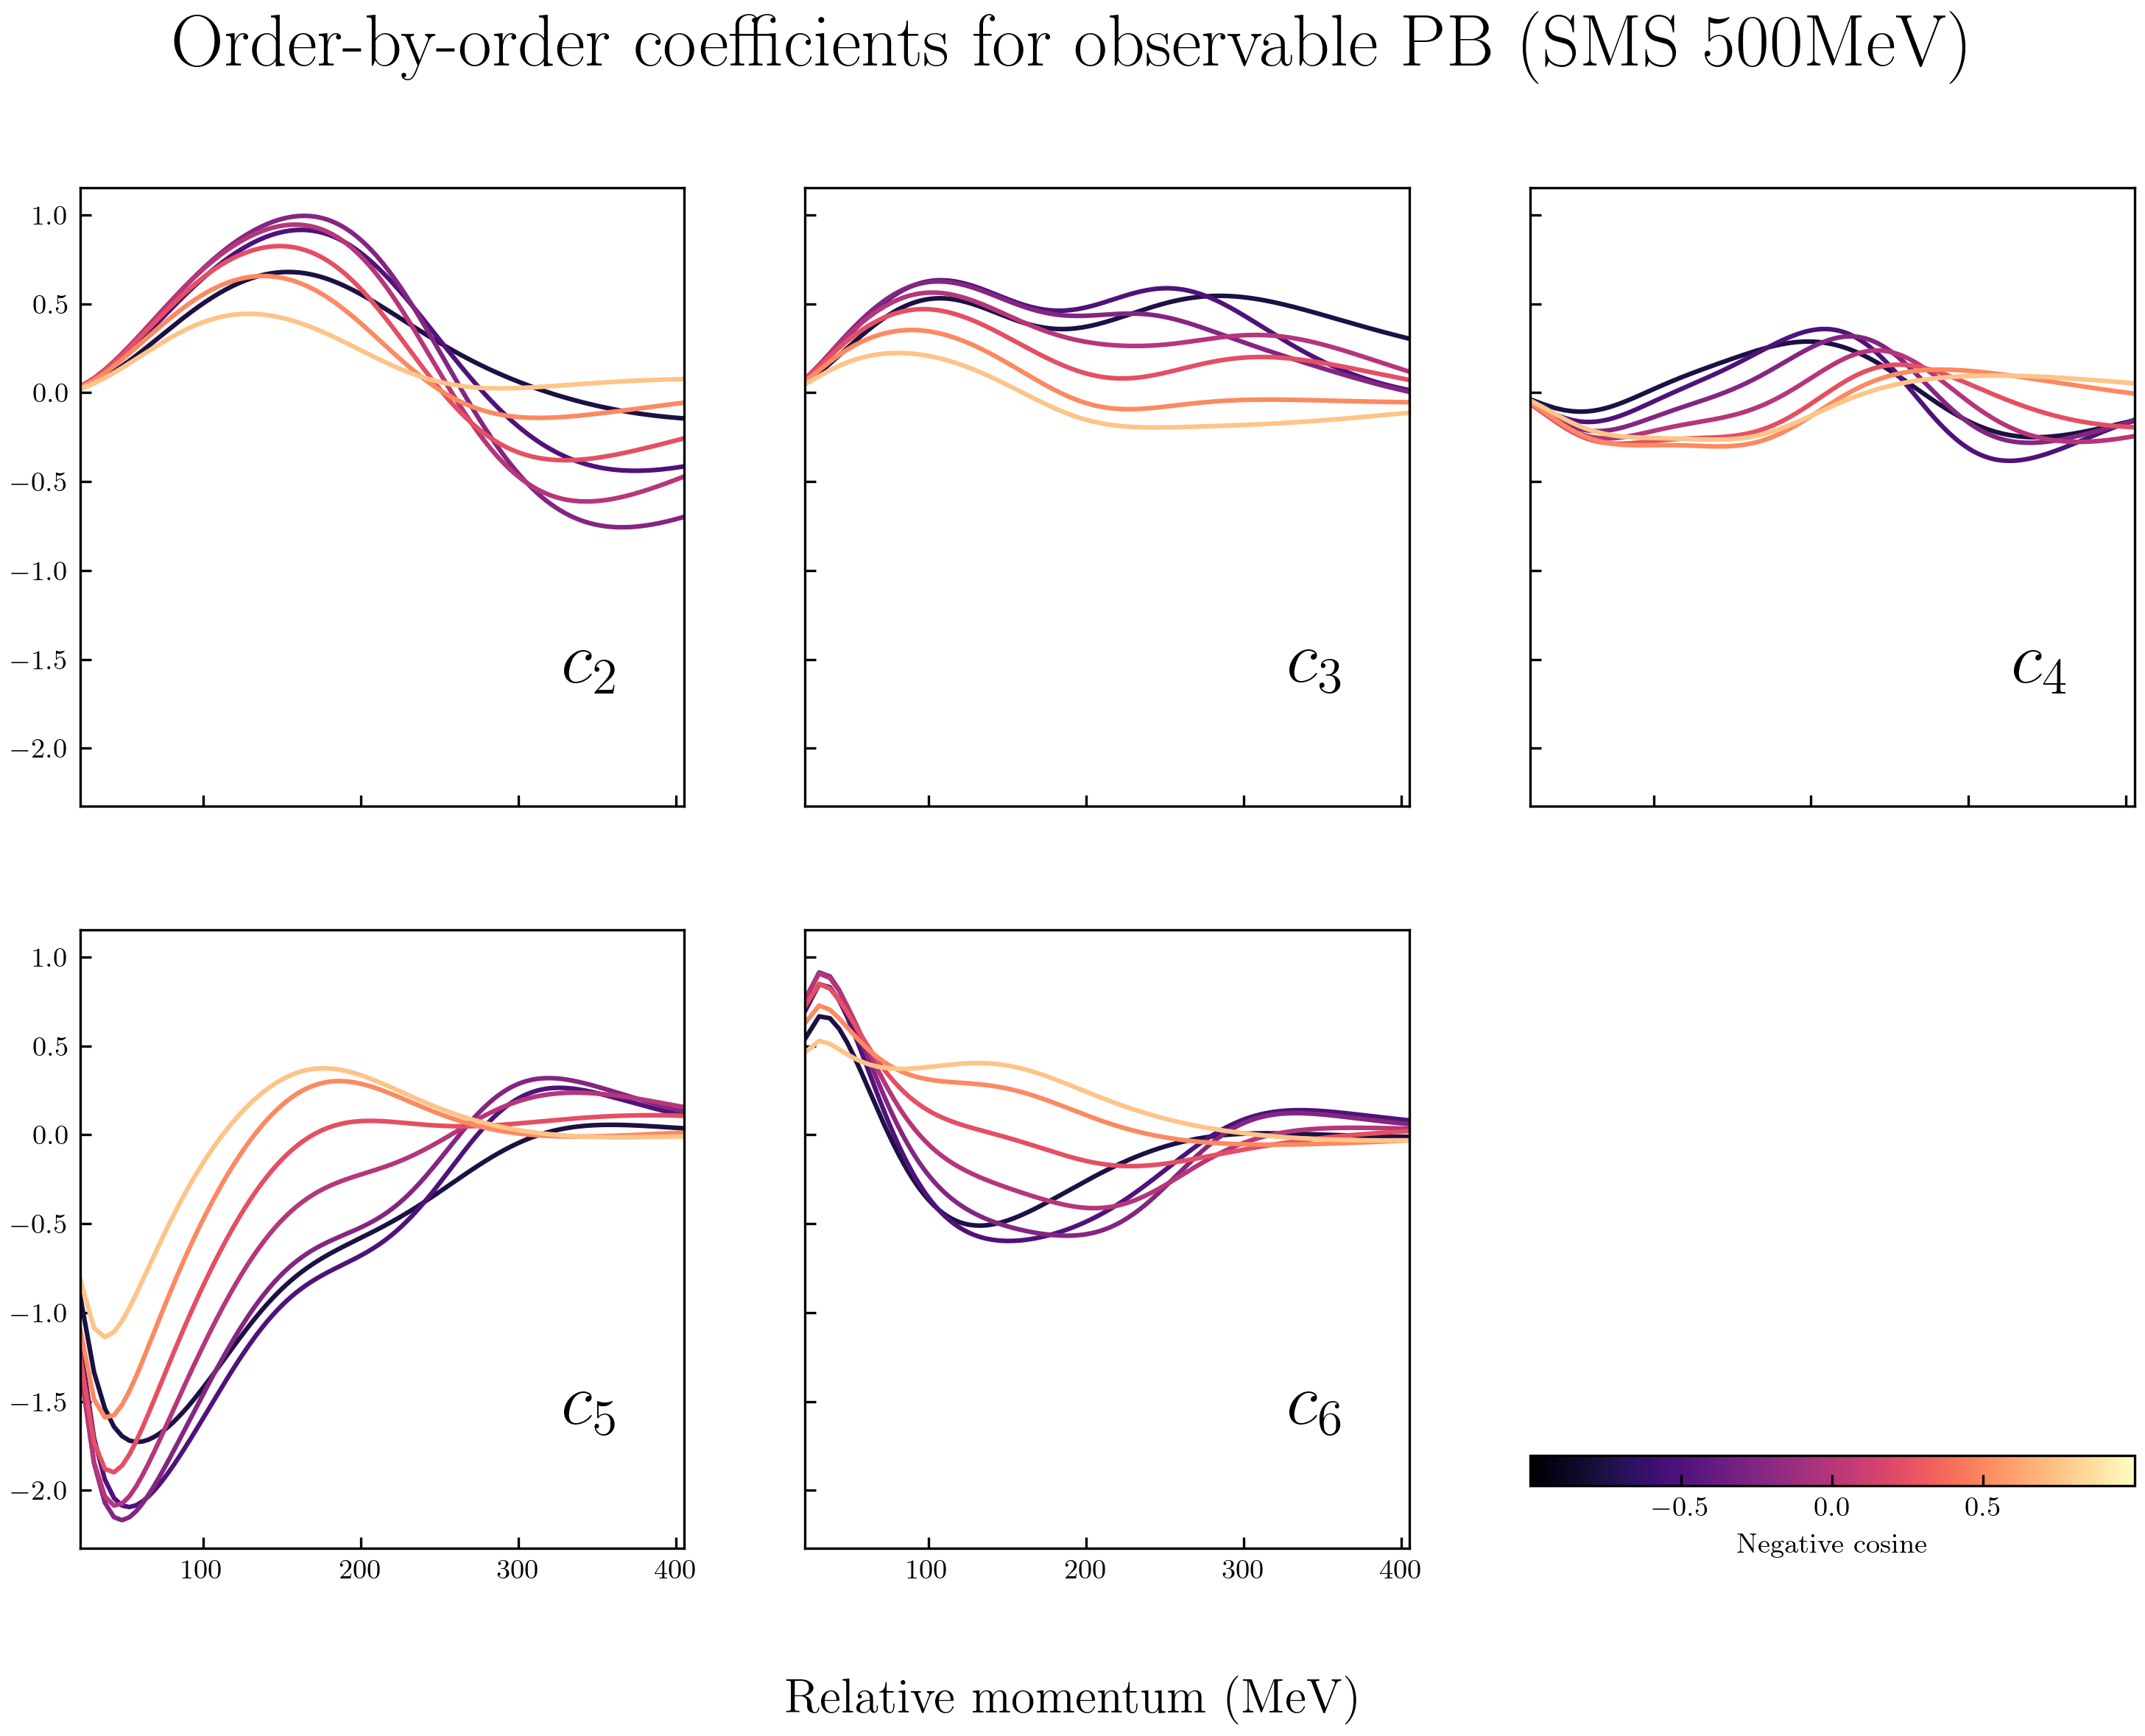 Order-by-order coefficients for observable PB (SMS 500MeV)
1.0
0.5
0.0
−0.5
−1.0
−1.5
−2.0
c2
c3
c4
1.0
0.5
0.0
−0.5
−1.0
−1.5
−2.0
c5
c6
100 200 300 400
100 200 300 400
−0.5 0.0 0.5
Negative cosine
Relative momentum (MeV)